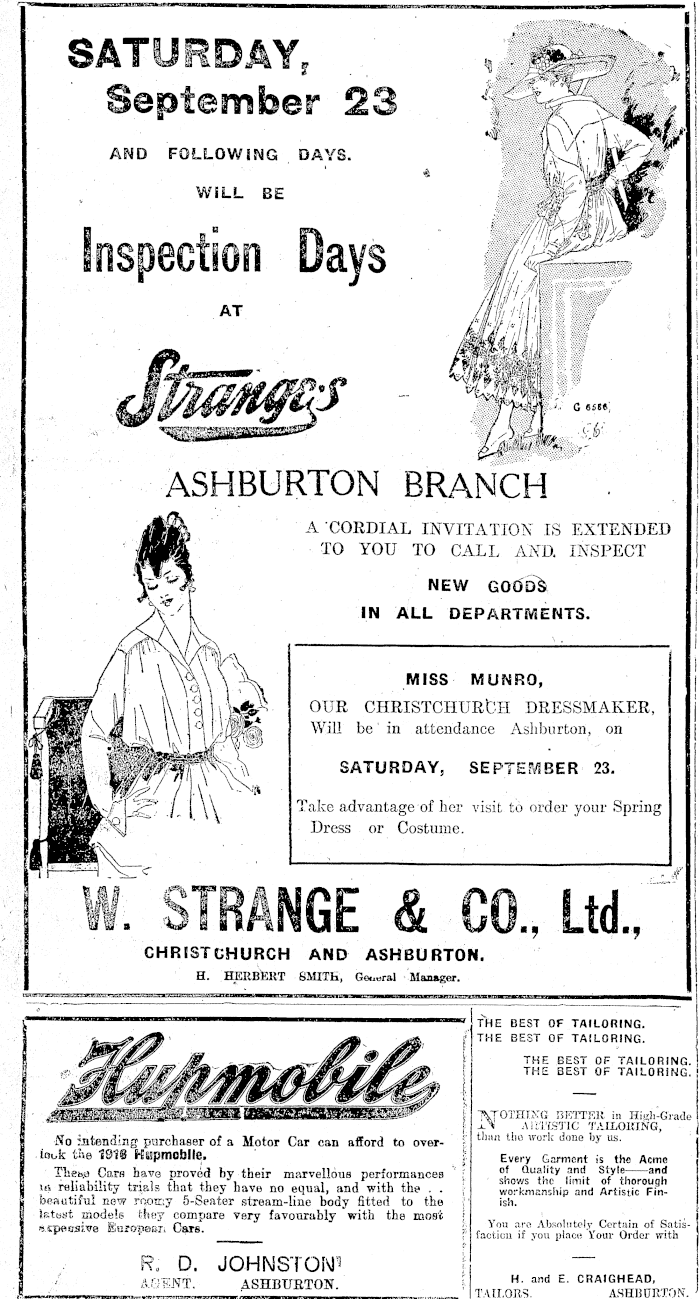 SATURDAY,
September 23
AND FOLLOWING DAYS.
WILL BE
Inspection Days
AT
Strange's
G 6566
ASHBURTON BRANCH
A CORDIAL INVITATION IS EXTENDED
TO YOU TO CALL AND INSPECT
NEW GOODS
IN ALL DEPARTMENTS.
MISS MUNRO,
OUR CHRISTCHURCH DRESSMAKER,
Will be in attendance Ashburton, on
SATURDAY, SEPTEMBER 23.
Take advantage of her visit to order your Spring
Dress or Costume.
W. STRANGE & CO., Ltd.,
CHRISTCHURCH AND ASHBURTON.
H. HERBERT SMITH, General Manager.
Hupmobile
No intending purchaser of a Motor Car can afford to over-
look the 1916 Hupmobile.
These Cars have proved by their marvellous performances
in reliability trials that they have no equal, and with the . .
beautiful new roomy 5-Seater stream-line body fitted to the
latest models they compare very favourably with the most
expensive European Cars.
R. D. JOHNSTON
AGENT. ASHBURTON.
THE BEST OF TAILORING.
THE BEST OF TAILORING.
THE BEST OF TAILORING.
THE BEST OF TAILORING.
NOTHING BETTER in High-Grade
ARTISTIC TAILORING,
than the work done by us.
Every Garment is the Acme
of Quality and Style—and
shows the limit of thorough
workmanship and Artistic Fin-
ish.
You are Absolutely Certain of Satis-
faction if you place Your Order with
H. and E. CRAIGHEAD,
TAILORS. ASHBURTON.